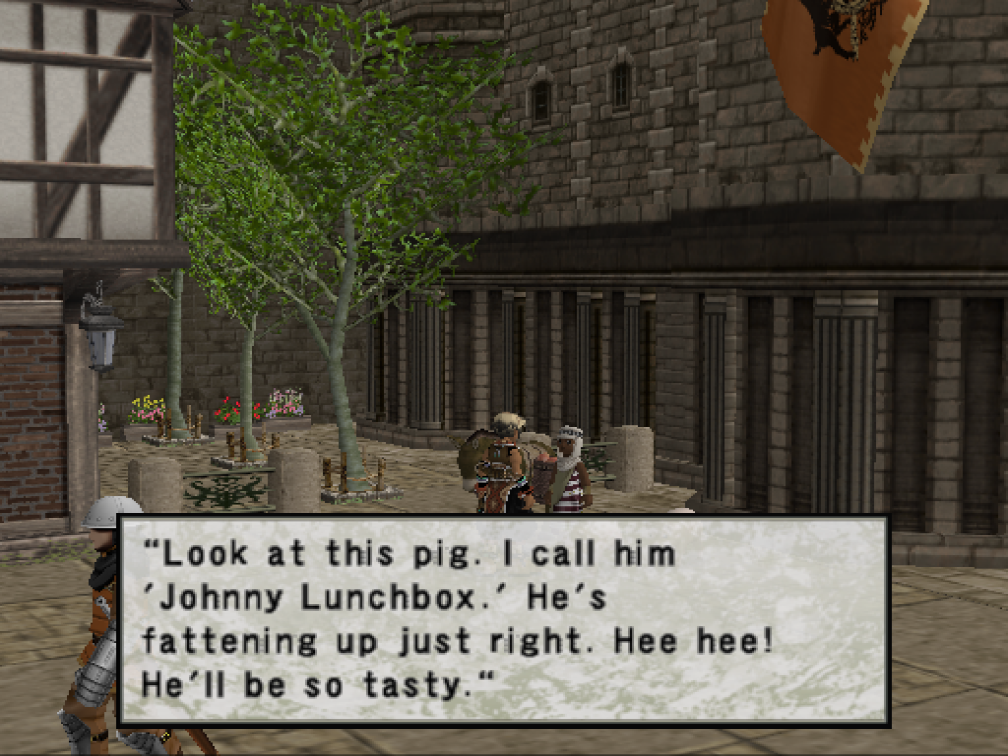 “Look at this pig. I call him
‘Johnny Lunchbox.’ He's
fattening up just right. Hee hee!
He'll be so tasty.“